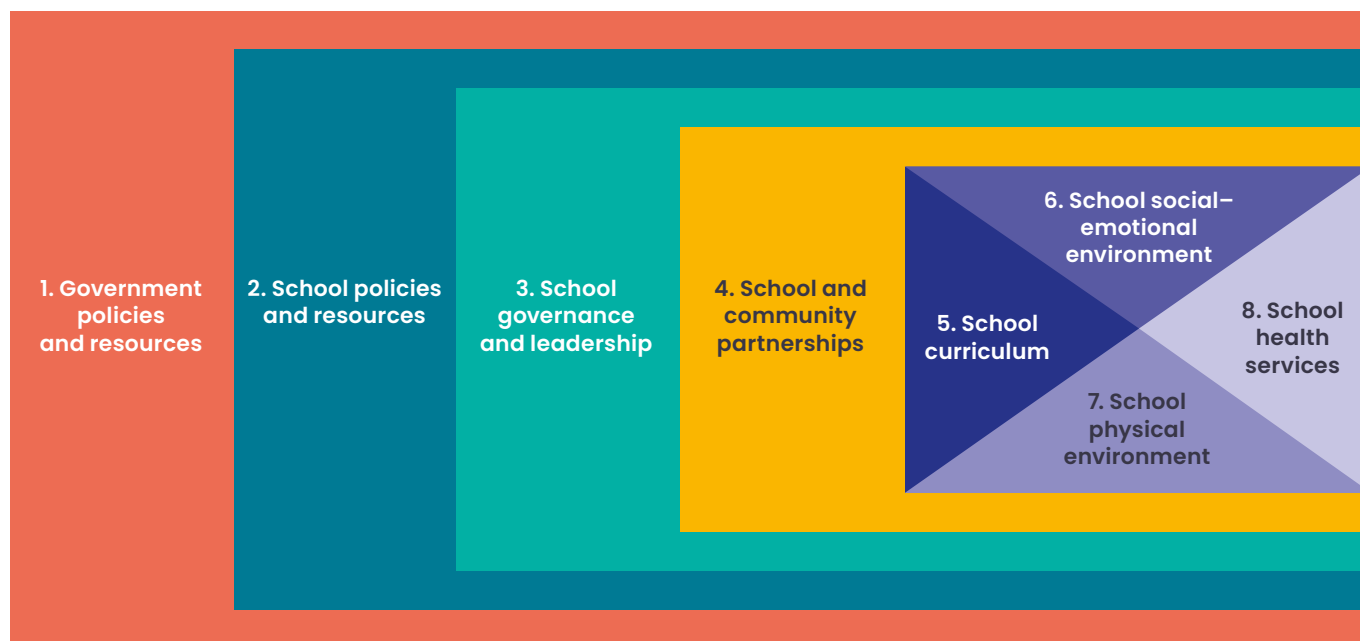 1. Government
policies
and resources
2. School policies
and resources
3. School
governance
and leadership
4. School and
community
partnerships
5. School
curriculum
6. School social–
emotional
environment
7. School
physical
environment
8. School
health
services